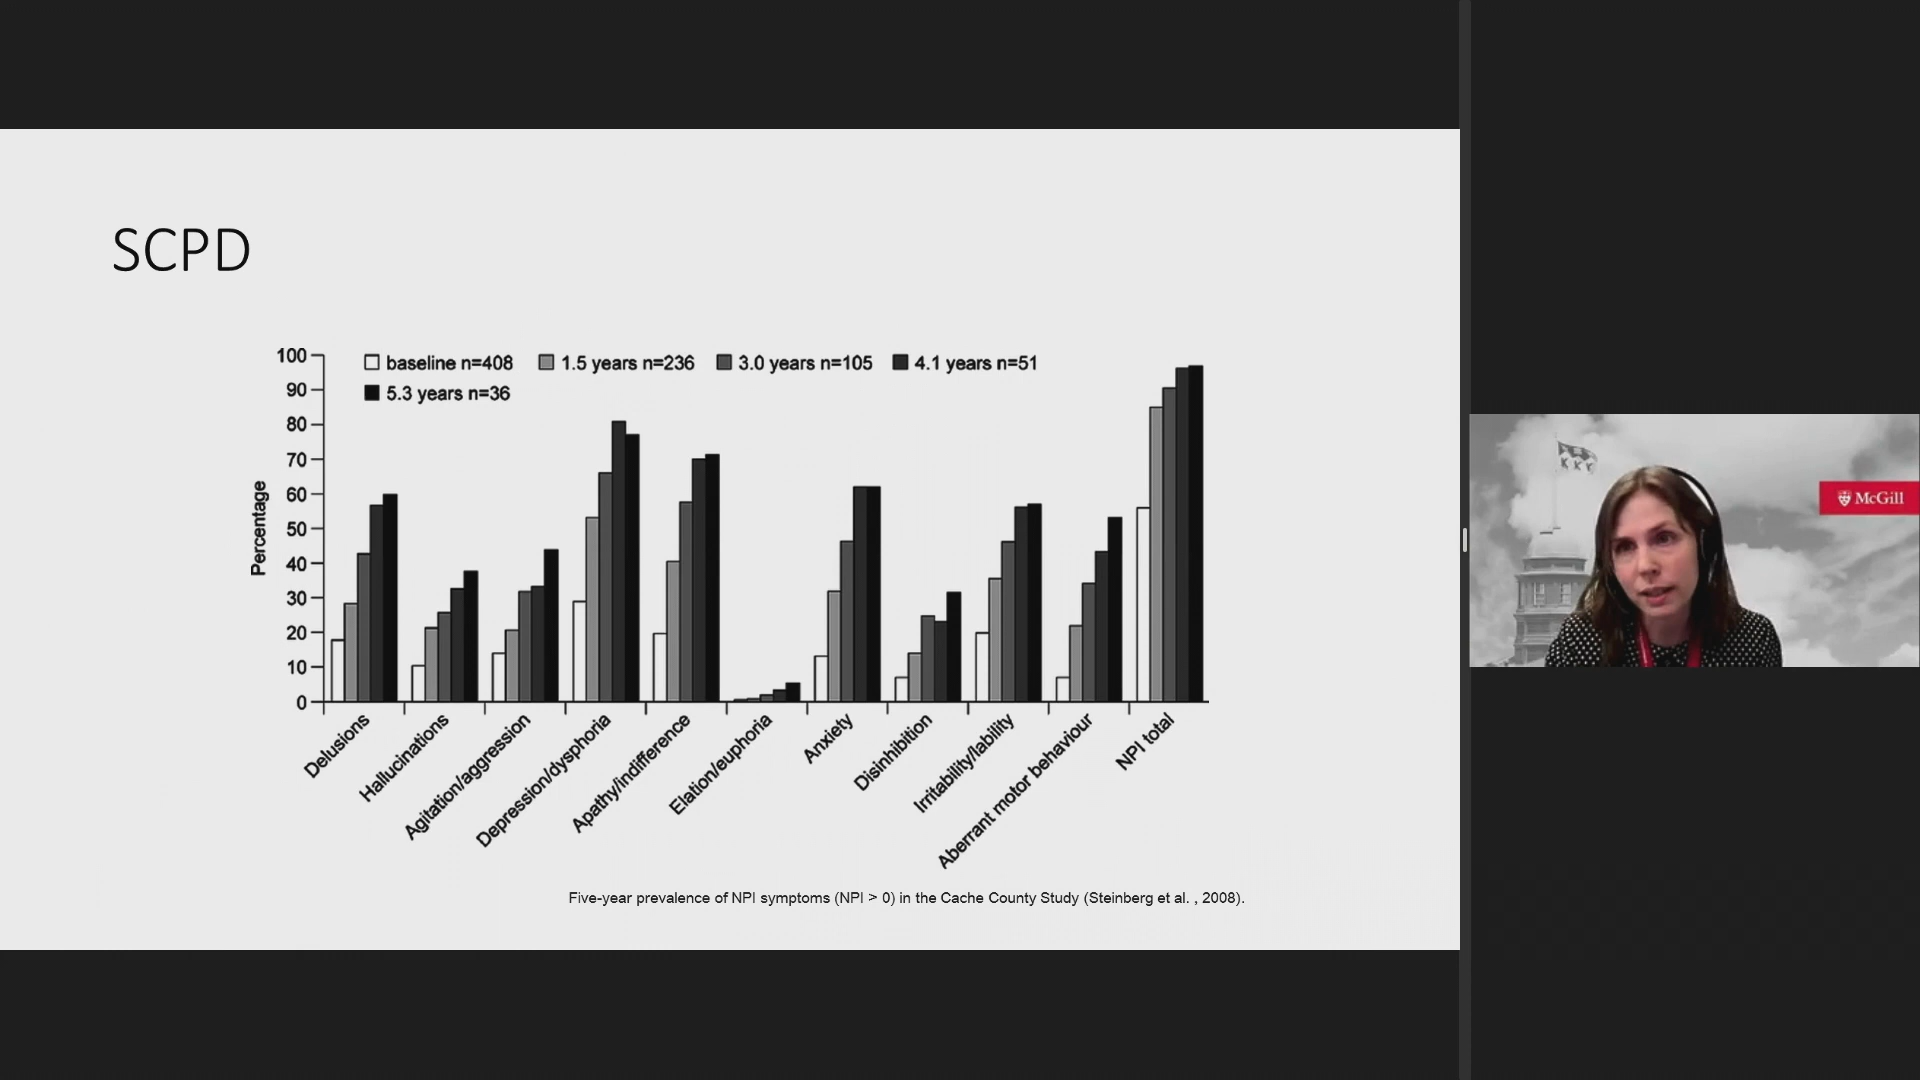 SCPD
100
90
80
70
60
50
40
30
20
10
0
Percentage
baseline n=408 1.5 years n=236 3.0 years n=105 4.1 years n=51
5.3 years n=36
Delusions
Hallucinations
Agitation/aggression
Depression/dysphoria
Apathy/indifference
Elation/euphoria
Anxiety
Disinhibition
Irritability/lability
Aberrant motor behaviour
NPI total
Five-year prevalence of NPI symptoms (NPI > 0) in the Cache County Study (Steinberg et al. , 2008).
McGill